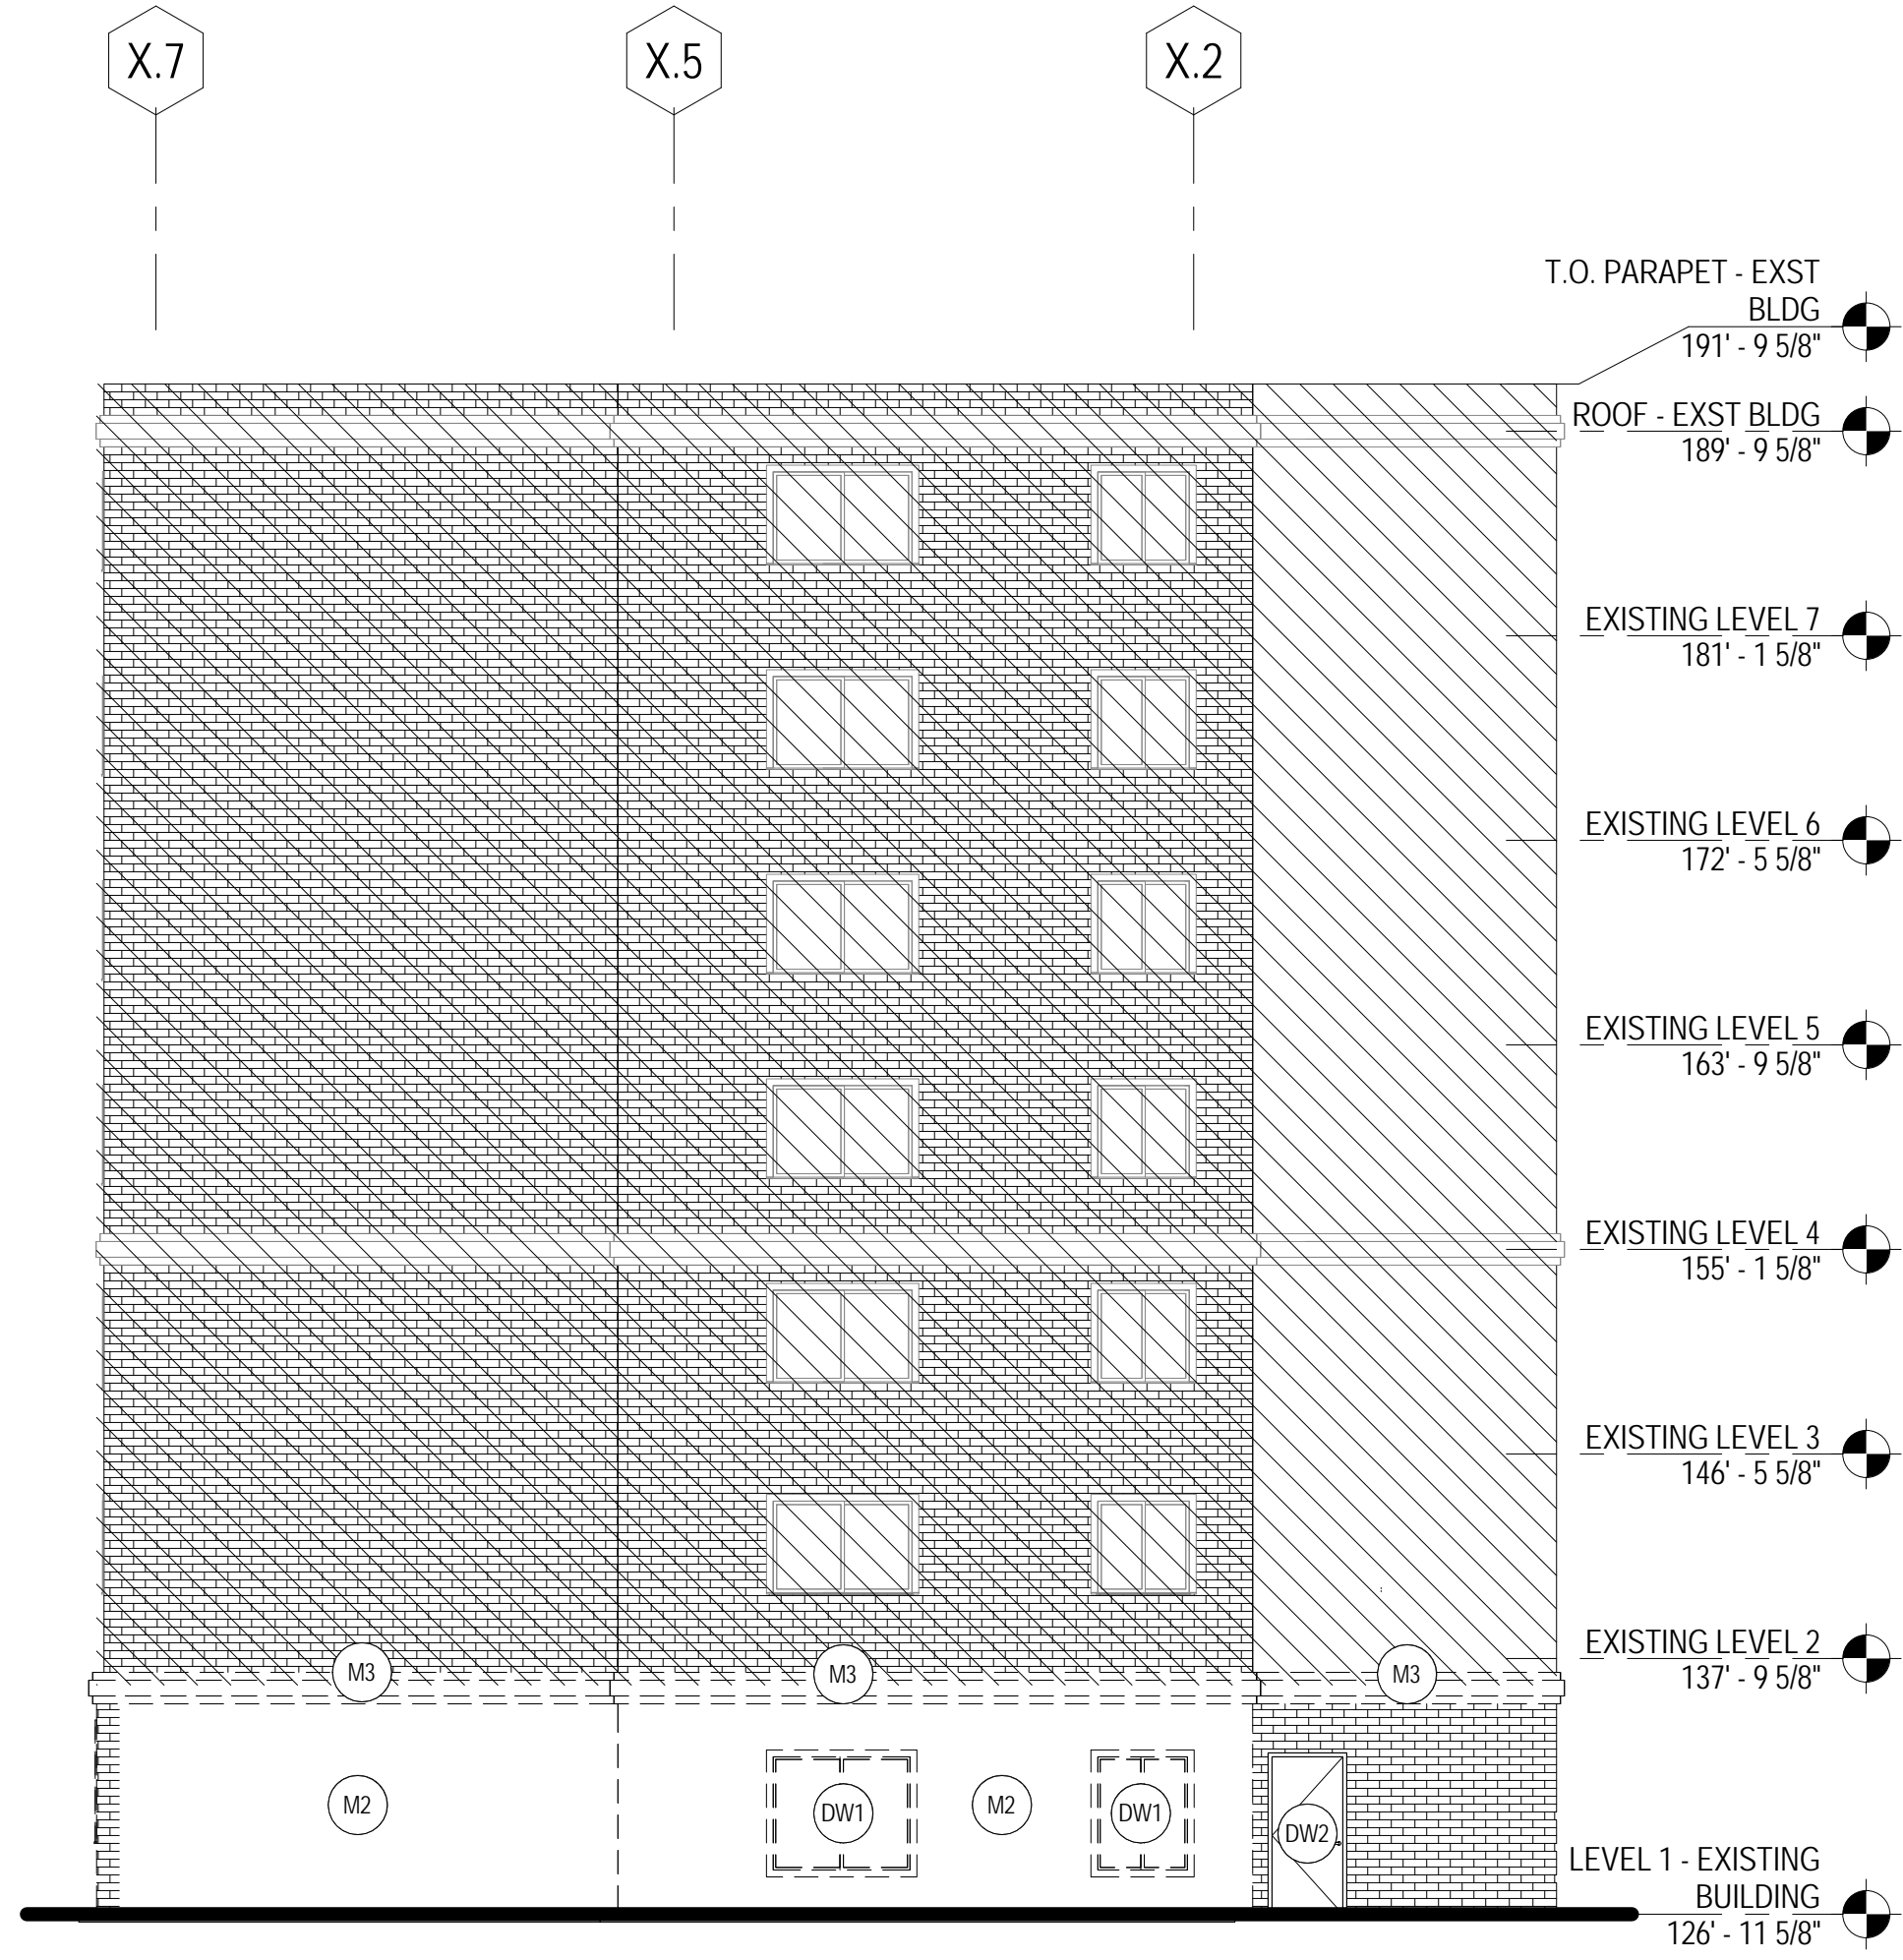 X.7
X.5
X.2
T.O. PARAPET - EXST
BLDG
191' - 9 5/8"
ROOF - EXST BLDG
189' - 9 5/8"
EXISTING LEVEL 7
181' - 1 5/8"
EXISTING LEVEL 6
172' - 5 5/8"
EXISTING LEVEL 5
163' - 9 5/8"
EXISTING LEVEL 4
155' - 1 5/8"
EXISTING LEVEL 3
146' - 5 5/8"
EXISTING LEVEL 2
137' - 9 5/8"
M3
M3
M3
M2
DW1
M2
DW1
DW2
LEVEL 1 - EXISTING
BUILDING
126' - 11 5/8"